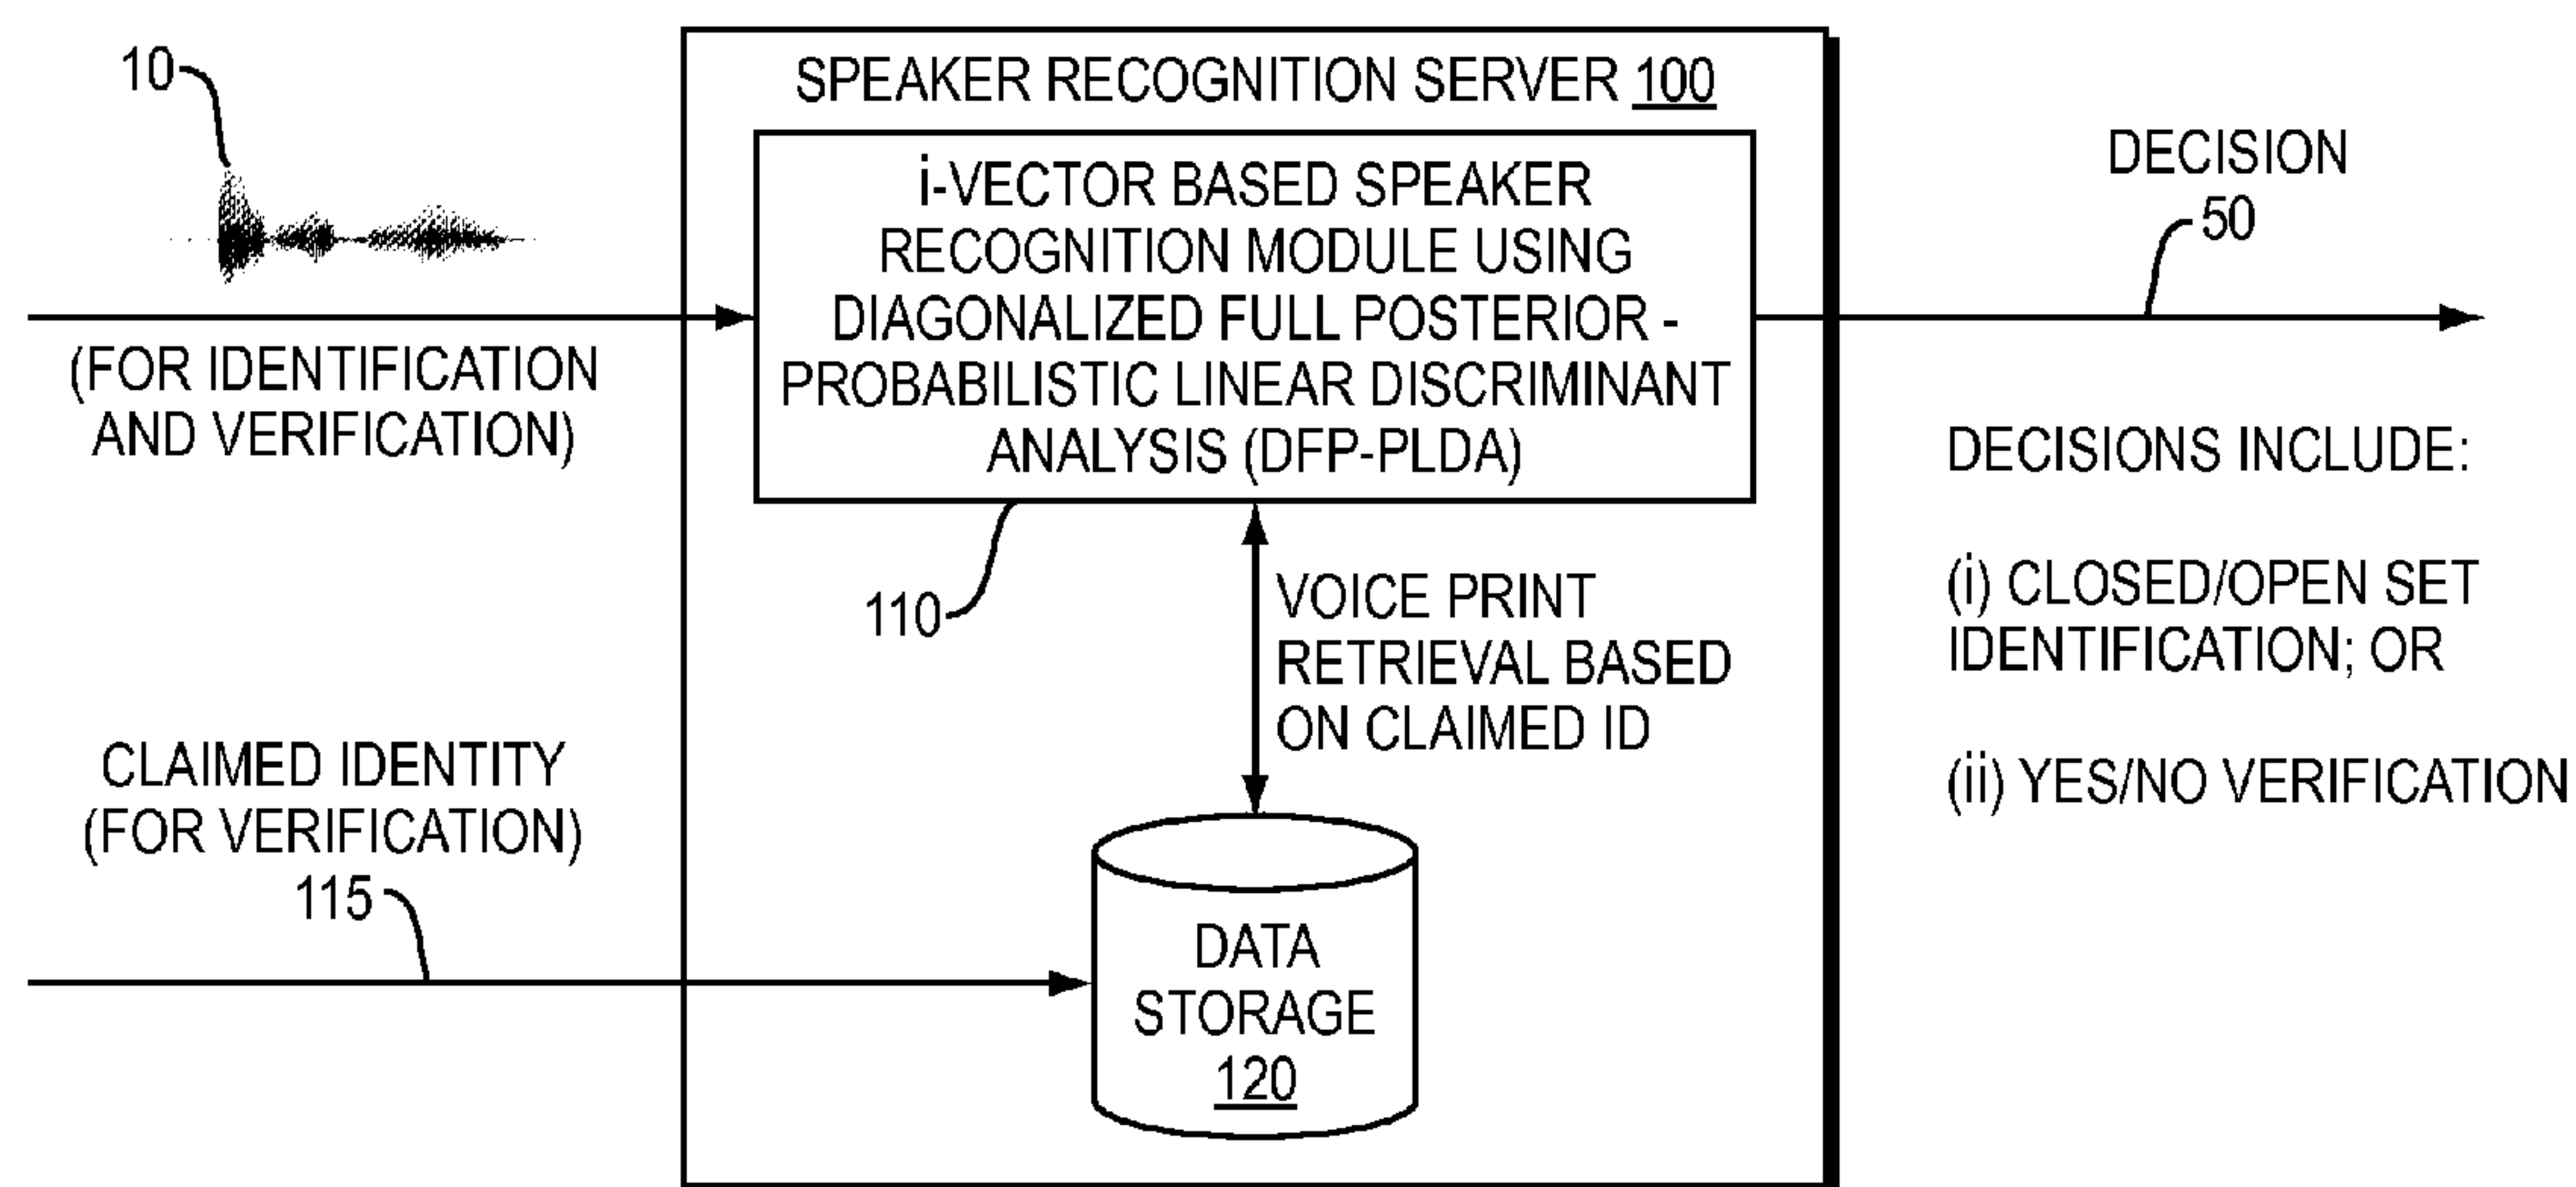 10
(FOR IDENTIFICATION
AND VERIFICATION)
CLAIMED IDENTITY
(FOR VERIFICATION)
115
SPEAKER RECOGNITION SERVER 100
i-VECTOR BASED SPEAKER
RECOGNITION MODULE USING
DIAGONALIZED FULL POSTERIOR -
PROBABILISTIC LINEAR DISCRIMINANT
ANALYSIS (DFP-PLDA)
110
VOICE PRINT
RETRIEVAL BASED
ON CLAIMED ID
DATA
STORAGE
120
DECISION
50
DECISIONS INCLUDE:
(i) CLOSED/OPEN SET
IDENTIFICATION; OR
(ii) YES/NO VERIFICATION